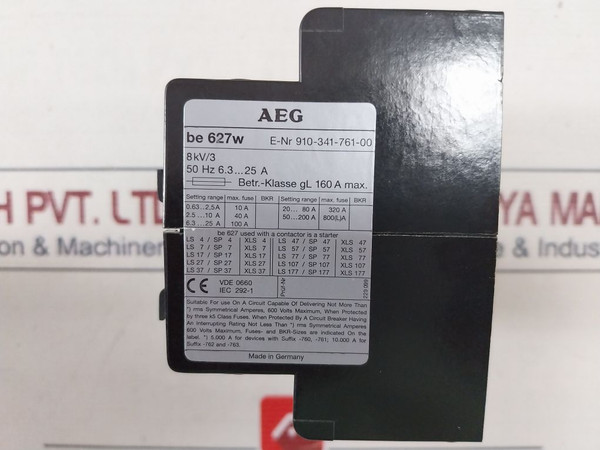 AEG
be 627w E-Nr 910-341-761-00
8kV/3
50 Hz 6.3...25 A
Betr.-Klasse gL 160 A max.
Setting range max. fuse BKR Setting range max. fuse BKR
0.63...2.5A 10 A 20... 80 A 320 A
2.5...10 A 40 A 50...200 A 800(L)A
6.3... 25 A 100 A
be 627 used with a contactor is a starter
LS 4 / SP 4 XLS 4 LS 47 / SP 47 XLS 47
LS 7 / SP 7 XLS 7 LS 57 / SP 57 XLS 57
LS 17 / SP 17 XLS 17 LS 77 / SP 77 XLS 77
LS 27 / SP 27 XLS 27 LS 107 / SP 107 XLS 107
LS 37 / SP 37 XLS 37 LS 177 / SP 177 XLS 177
CE VDE 0660
IEC 292-1
Suitable For use On A Circuit Capable Of Delivering Not More Than
*) rms Symmetrical Amperes, 600 Volts Maximum, When Protected
by three k5 Class Fuses. When Protected By A Circuit Breaker Having
An Interrupting Rating Not Less Than *) rms Symmetrical Amperes
600 Volts Maximum, Fuses- and BKR-Sizes are indicated On the
label. *) 5.000 A for devices with Suffix -760, -761; 10.000 A for
Suffix -762 and -763.
Made in Germany
H PVT. LT
YA MA
on & Machiner
e & Indus